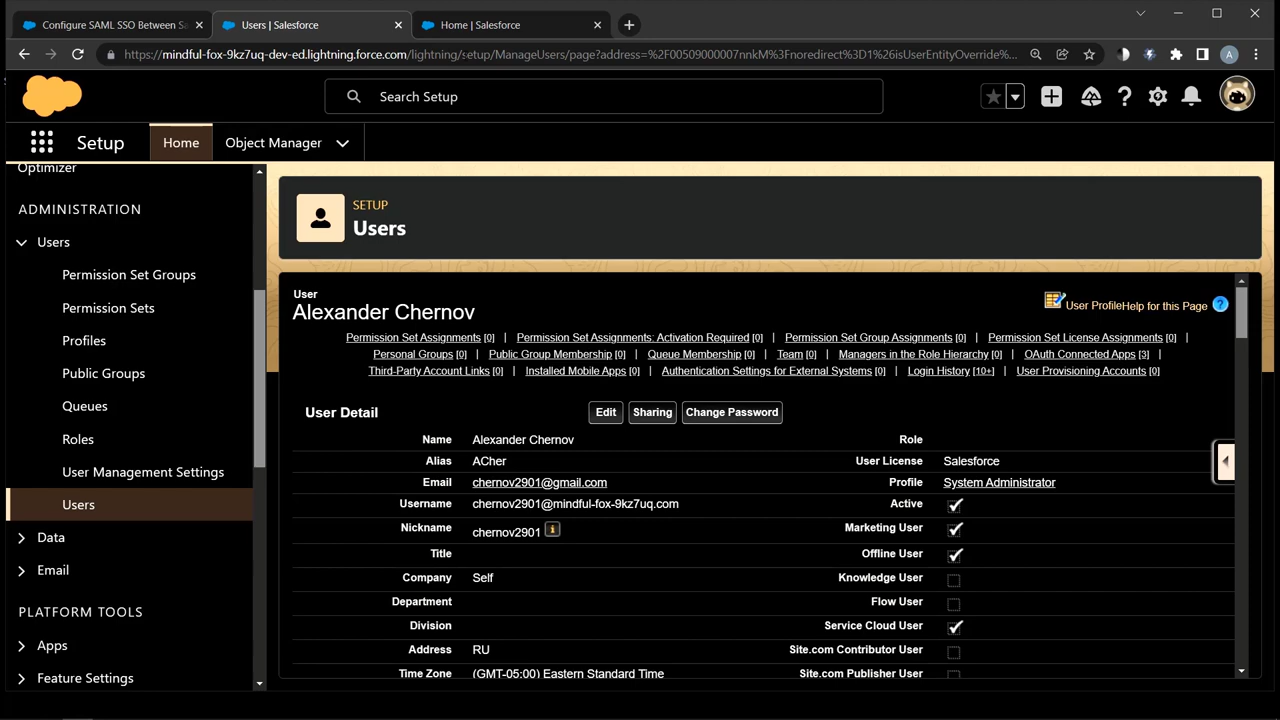 Configure SAML SSO Between Sa
Users | Salesforce
Home | Salesforce
https://mindful-fox-9kz7uq-dev-ed.lightning.force.com/lightning/setup/ManageUsers/page?address=%2F00509000007nnkM%3Fnoredirect%3D1%26isUserEntityOverride%...
A
Search Setup
Setup
Home
Object Manager
Optimizer
ADMINISTRATION
Users
Permission Set Groups
Permission Sets
Profiles
Public Groups
Queues
Roles
User Management Settings
Users
Data
Email
PLATFORM TOOLS
Apps
Feature Settings
SETUP
Users
User
Alexander Chernov
User Profile Help for this Page ?
Permission Set Assignments [0] | Permission Set Assignments: Activation Required [0] | Permission Set Group Assignments [0] | Permission Set License Assignments [0] |
Personal Groups [0] | Public Group Membership [0] | Queue Membership [0] | Team [0] | Managers in the Role Hierarchy [0] | OAuth Connected Apps [3] |
Third-Party Account Links [0] | Installed Mobile Apps [0] | Authentication Settings for External Systems [0] | Login History [10+] | User Provisioning Accounts [0]
User Detail
Edit Sharing Change Password
Name Alexander Chernov Role
Alias ACher User License Salesforce
Email chernov2901@gmail.com Profile System Administrator
Username chernov2901@mindful-fox-9kz7uq.com Active
Nickname chernov2901 i Marketing User
Title Offline User
Company Self Knowledge User
Department Flow User
Division Service Cloud User
Address RU Site.com Contributor User
Time Zone (GMT-05:00) Eastern Standard Time Site.com Publisher User